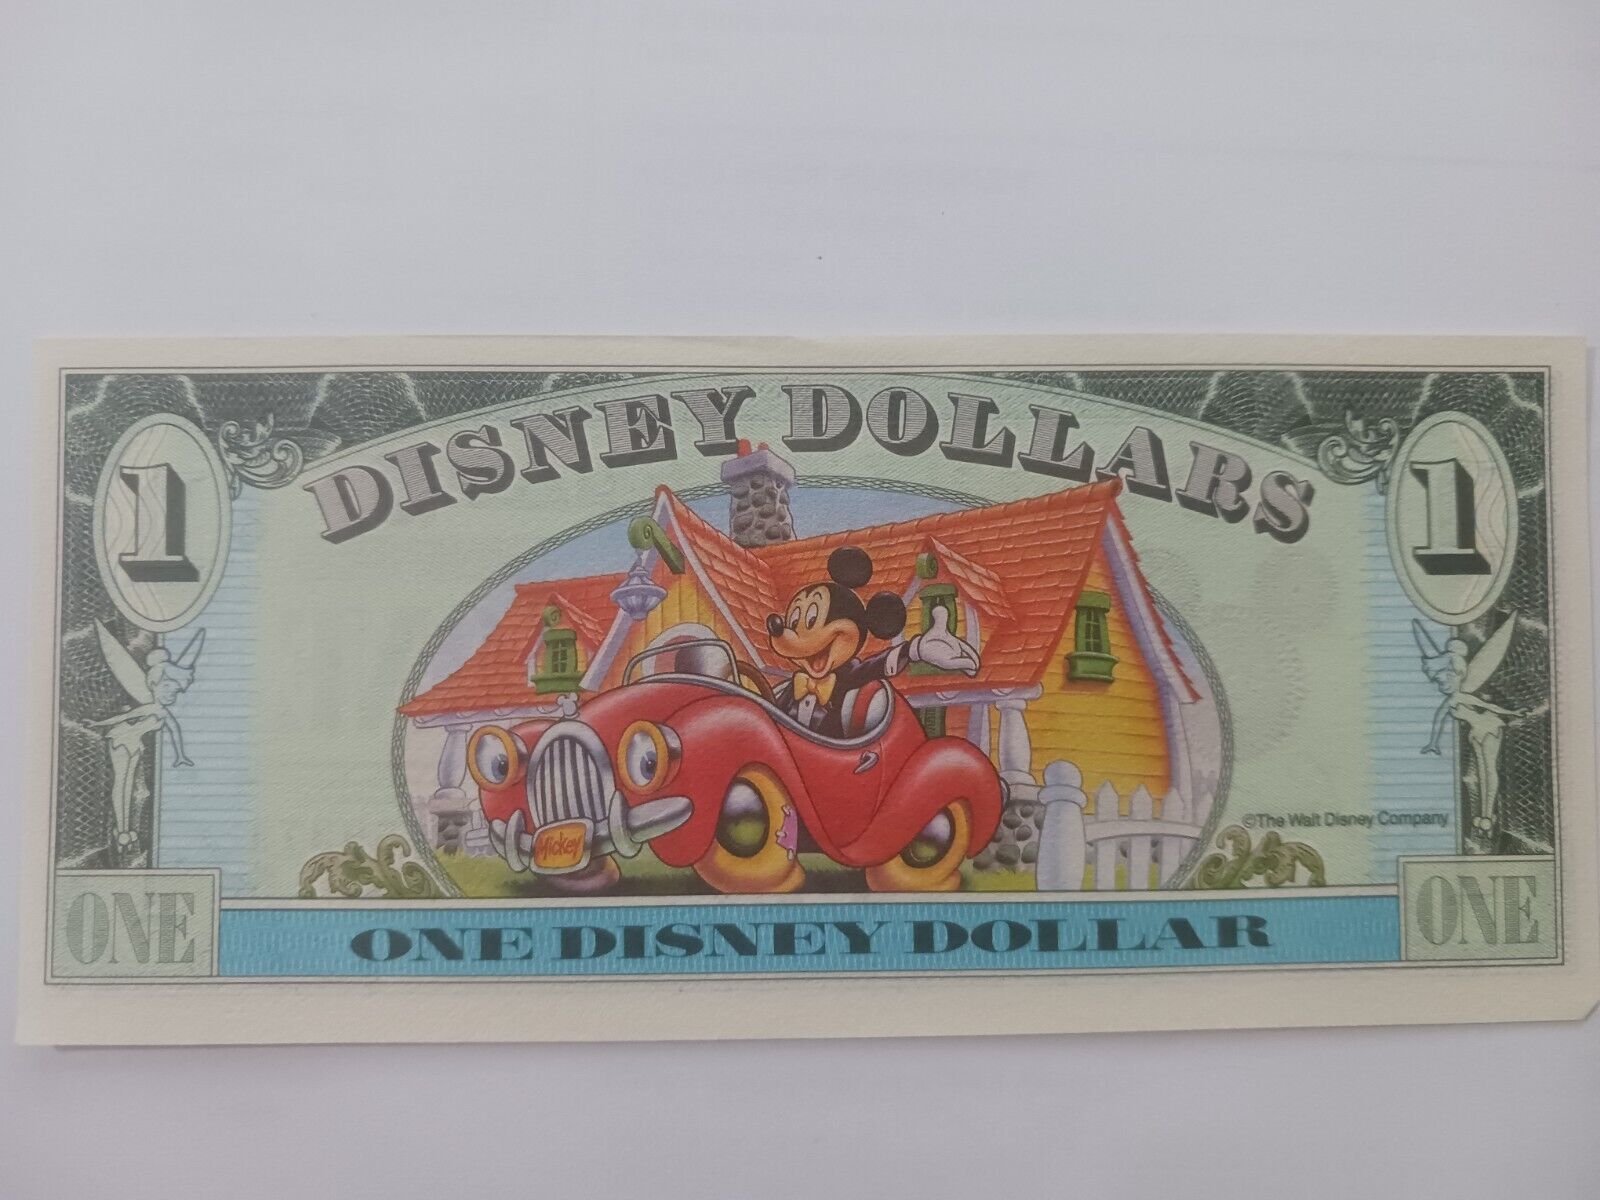 DISNEY DOLLARS
1
1
Mickey
©The Walt Disney Company
ONE
ONE DISNEY DOLLAR
ONE